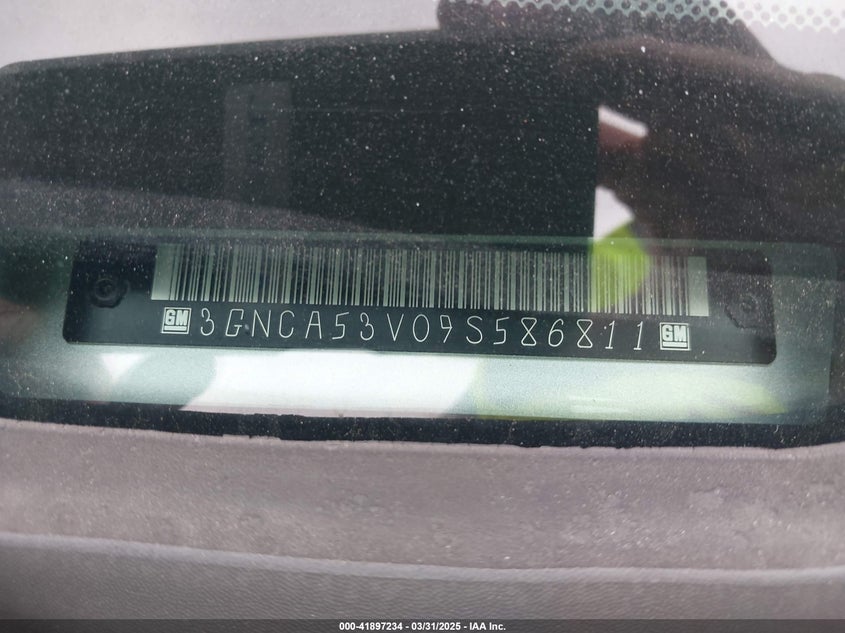 GM 3GNCA53V09S586811 GM
000-41897234 - 03/31/2025 - IAA Inc.